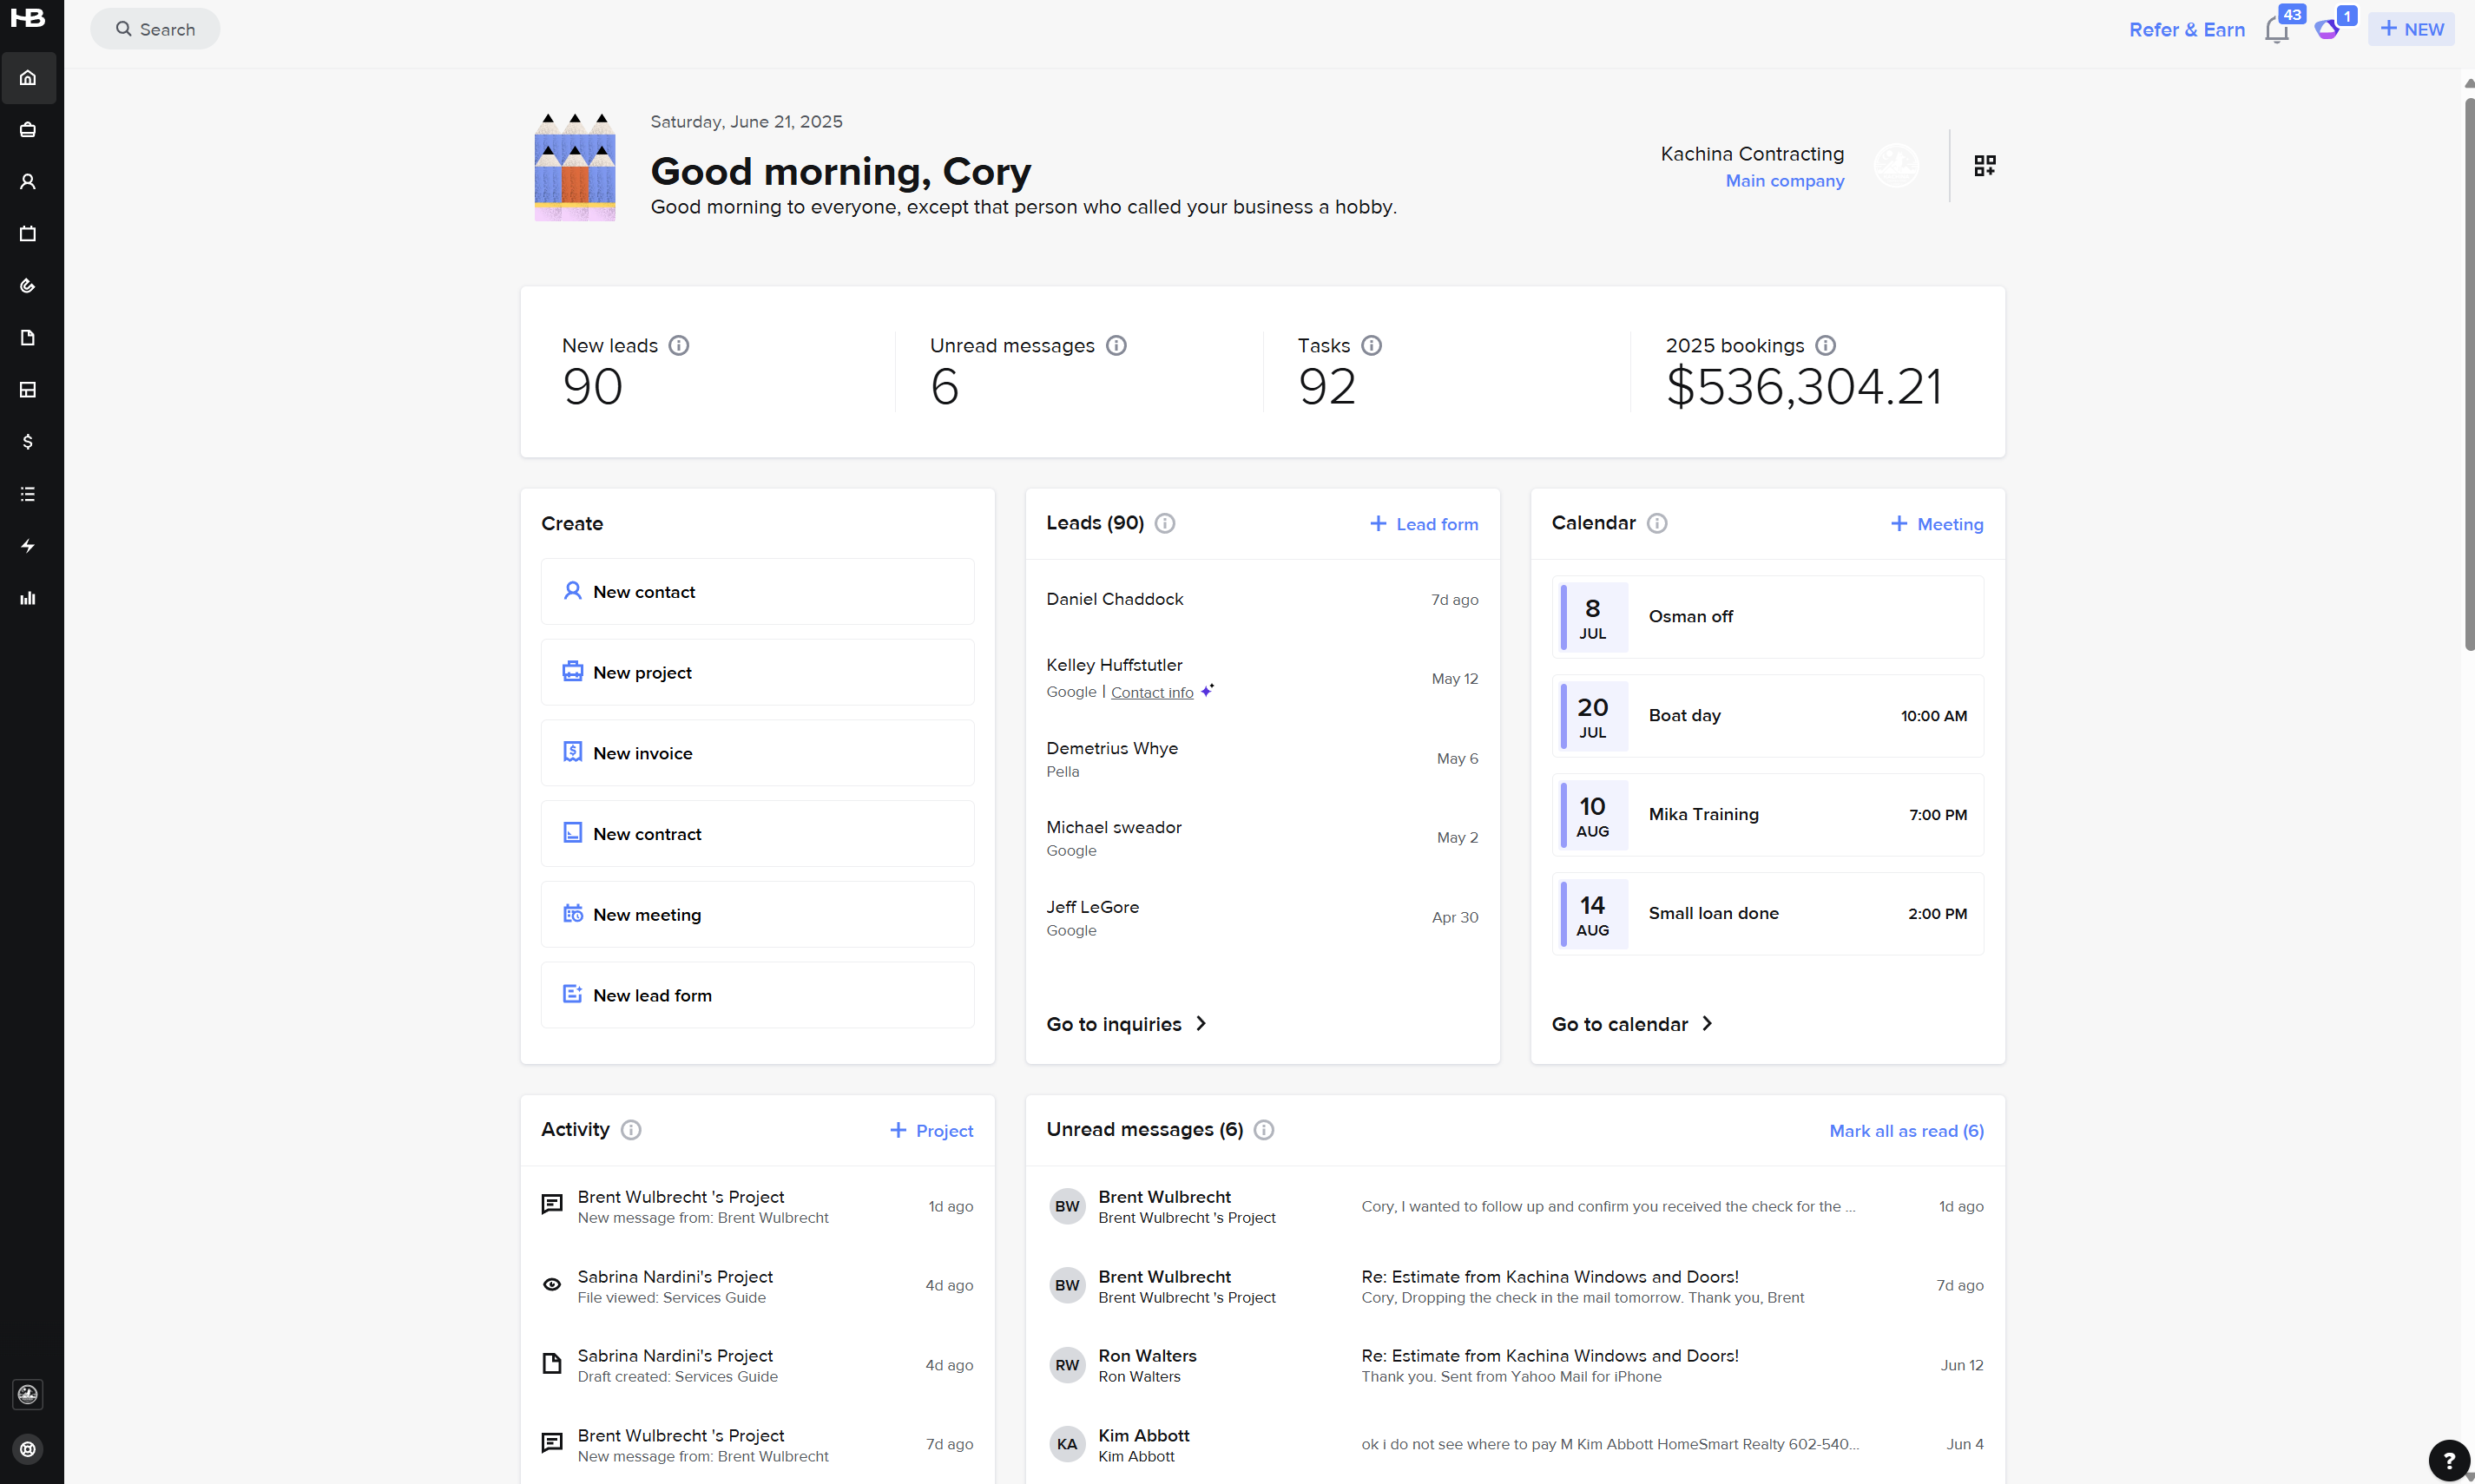 HB
Search
Refer & Earn
43
1
+ NEW
Saturday, June 21, 2025
Good morning, Cory
Good morning to everyone, except that person who called your business a hobby.
Kachina Contracting
Main company
New leads
90
Unread messages
6
Tasks
92
2025 bookings
$536,304.21
Create
New contact
New project
New invoice
New contract
New meeting
New lead form
Leads (90)
+ Lead form
Daniel Chaddock
7d ago
Kelley Huffstutler
Google | Contact info
May 12
Demetrius Whye
Pella
May 6
Michael sweador
Google
May 2
Jeff LeGore
Google
Apr 30
Go to inquiries
Calendar
+ Meeting
8
JUL
Osman off
20
JUL
Boat day
10:00 AM
10
AUG
Mika Training
7:00 PM
14
AUG
Small loan done
2:00 PM
Go to calendar
Activity
+ Project
Brent Wulbrecht 's Project
New message from: Brent Wulbrecht
1d ago
Sabrina Nardini's Project
File viewed: Services Guide
4d ago
Sabrina Nardini's Project
Draft created: Services Guide
4d ago
Brent Wulbrecht 's Project
New message from: Brent Wulbrecht
7d ago
Unread messages (6)
Mark all as read (6)
BW
Brent Wulbrecht
Brent Wulbrecht 's Project
Cory, I wanted to follow up and confirm you received the check for the ...
1d ago
BW
Brent Wulbrecht
Brent Wulbrecht 's Project
Re: Estimate from Kachina Windows and Doors!
Cory, Dropping the check in the mail tomorrow. Thank you, Brent
7d ago
RW
Ron Walters
Ron Walters
Re: Estimate from Kachina Windows and Doors!
Thank you. Sent from Yahoo Mail for iPhone
Jun 12
KA
Kim Abbott
Kim Abbott
ok i do not see where to pay M Kim Abbott HomeSmart Realty 602-540...
Jun 4
?